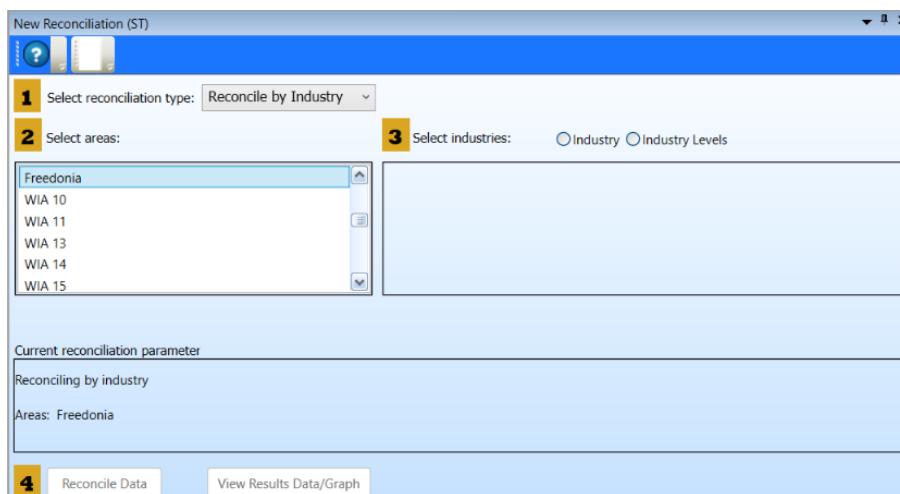 New Reconciliation (ST)
?
1 Select reconciliation type: Reconcile by Industry
2 Select areas:
3 Select industries: Industry Industry Levels
Freedonia
WIA 10
WIA 11
WIA 13
WIA 14
WIA 15
Current reconciliation parameter
Reconciling by industry
Areas: Freedonia
4 Reconcile Data View Results Data/Graph